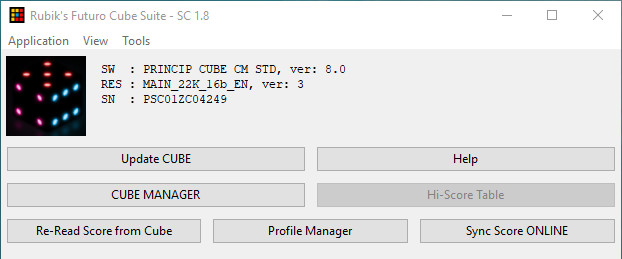 Rubik's Futuro Cube Suite - SC 1.8
Application View Tools
SW : PRINCIP CUBE CM STD, ver: 8.0
RES : MAIN_22K_16b_EN, ver: 3
SN : PSC01ZC04249
Update CUBE Help
CUBE MANAGER Hi-Score Table
Re-Read Score from Cube Profile Manager Sync Score ONLINE